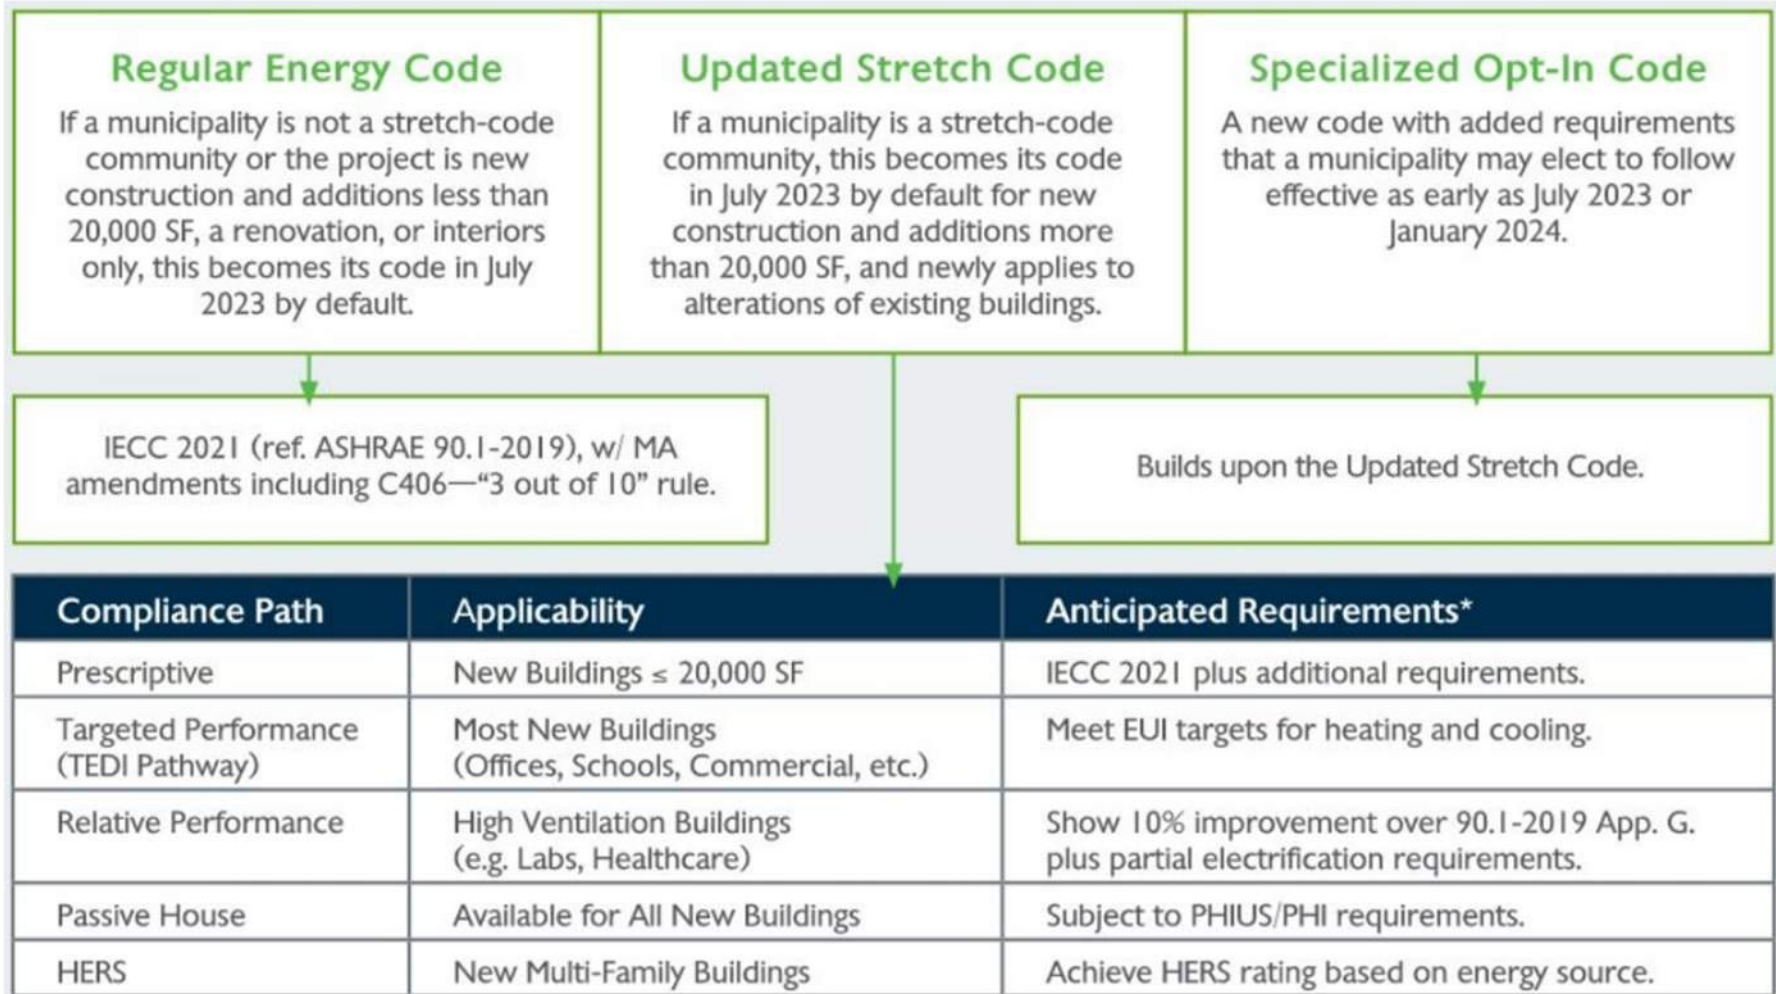 Regular Energy Code
If a municipality is not a stretch-code
community or the project is new
construction and additions less than
20,000 SF, a renovation, or interiors
only, this becomes its code in July
2023 by default.
Updated Stretch Code
If a municipality is a stretch-code
community, this becomes its code
in July 2023 by default for new
construction and additions more
than 20,000 SF, and newly applies to
alterations of existing buildings.
Specialized Opt-In Code
A new code with added requirements
that a municipality may elect to follow
effective as early as July 2023 or
January 2024.
IECC 2021 (ref. ASHRAE 90.1-2019), w/ MA
amendments including C406—“3 out of 10” rule.
Builds upon the Updated Stretch Code.
Compliance Path
Applicability
Anticipated Requirements*
Prescriptive
New Buildings ≤ 20,000 SF
IECC 2021 plus additional requirements.
Targeted Performance
(TEDI Pathway)
Most New Buildings
(Offices, Schools, Commercial, etc.)
Meet EUI targets for heating and cooling.
Relative Performance
High Ventilation Buildings
(e.g. Labs, Healthcare)
Show 10% improvement over 90.1-2019 App. G.
plus partial electrification requirements.
Passive House
Available for All New Buildings
Subject to PHIUS/PHI requirements.
HERS
New Multi-Family Buildings
Achieve HERS rating based on energy source.